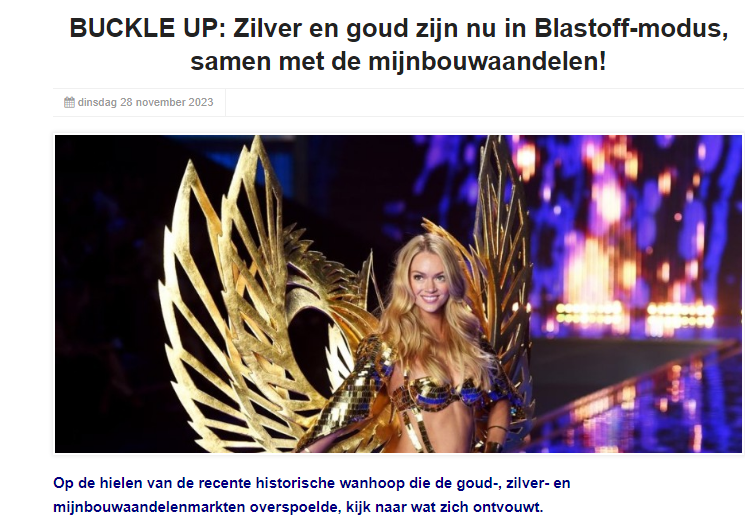 BUCKLE UP: Zilver en goud zijn nu in Blastoff-modus,
samen met de mijnbouwaandelen!
dinsdag 28 november 2023
Op de hielen van de recente historische wanhoop die de goud-, zilver- en
mijnbouwaandelenmarkten overspoelde, kijk naar wat zich ontvouwt.